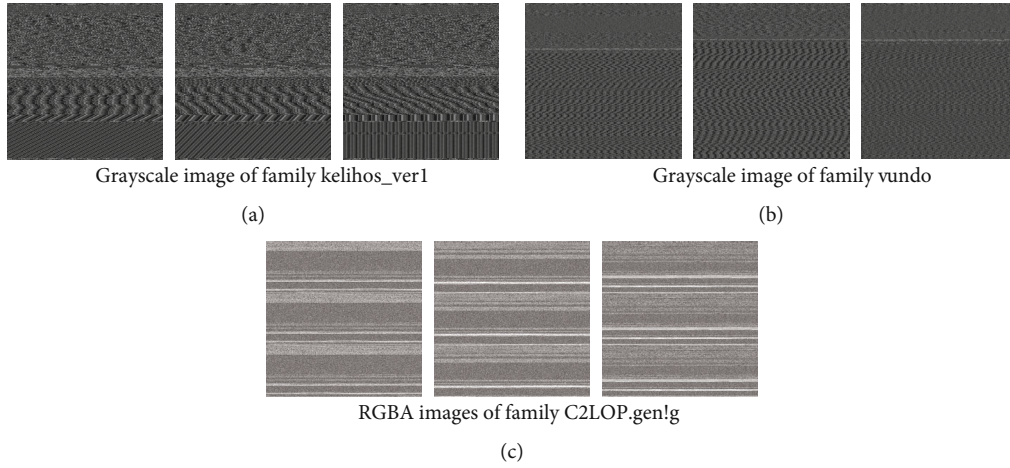 Grayscale image of family kelihos_ver1
(a)
Grayscale image of family vundo
(b)
RGBA images of family C2LOP.gen!g
(c)